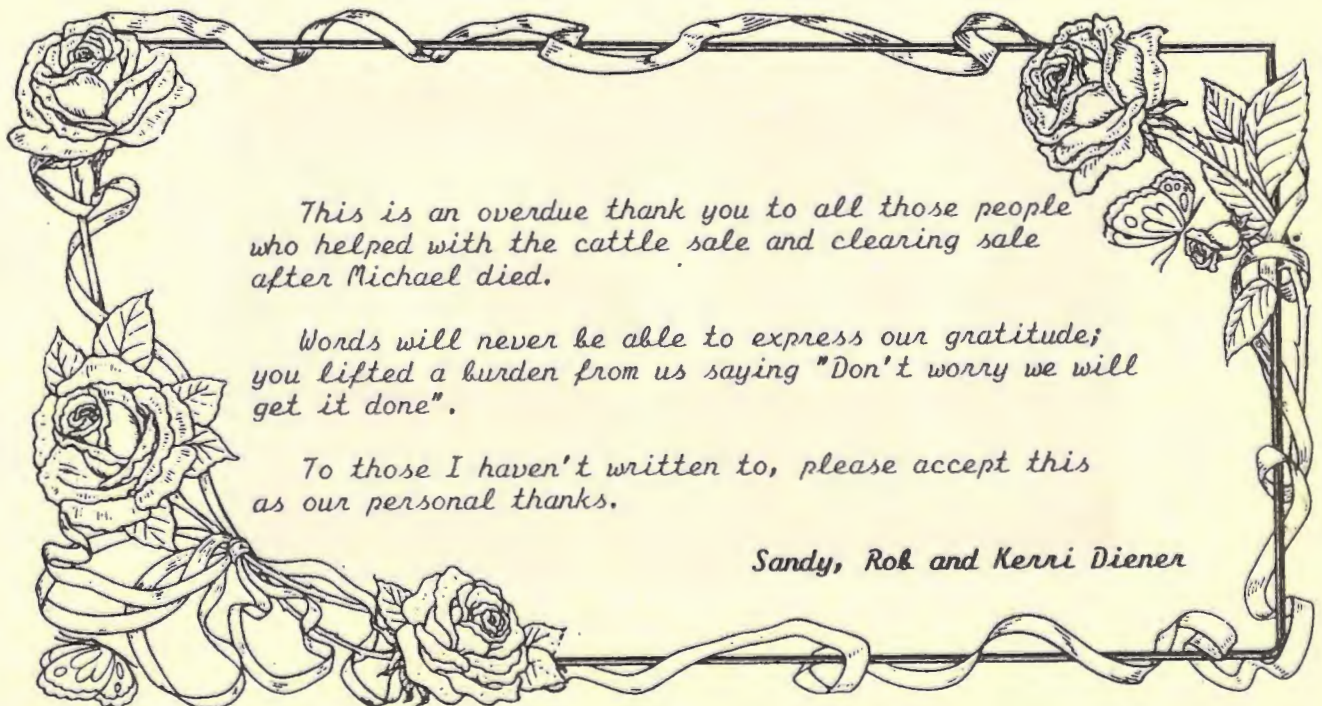 This is an overdue thank you to all those people
who helped with the cattle sale and clearing sale
after Michael died.
Words will never be able to express our gratitude;
you lifted a burden from us saying "Don't worry we will
get it done".
To those I haven't written to, please accept this
as our personal thanks.
Sandy, Rob and Kerri Diener